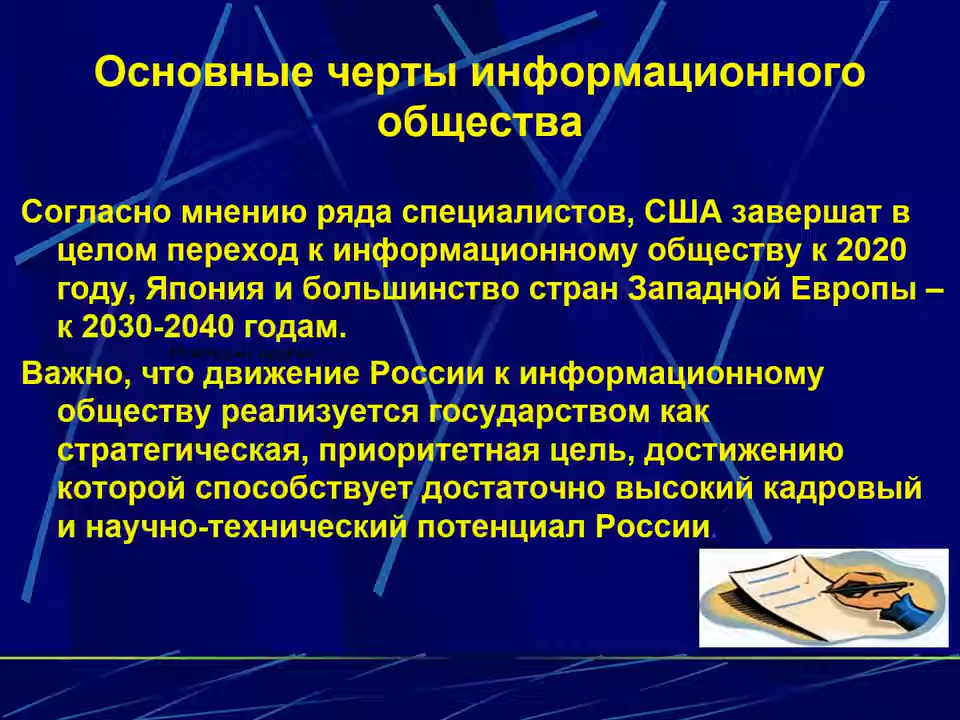 Основные черты информационного
общества
Согласно мнению ряда специалистов, США завершат в
целом переход к информационному обществу к 2020
году, Япония и большинство стран Западной Европы –
к 2030-2040 годам.
Важно, что движение России к информационному
обществу реализуется государством как
стратегическая, приоритетная цель, достижению
которой способствует достаточно высокий кадровый
и научно-технический потенциал России.